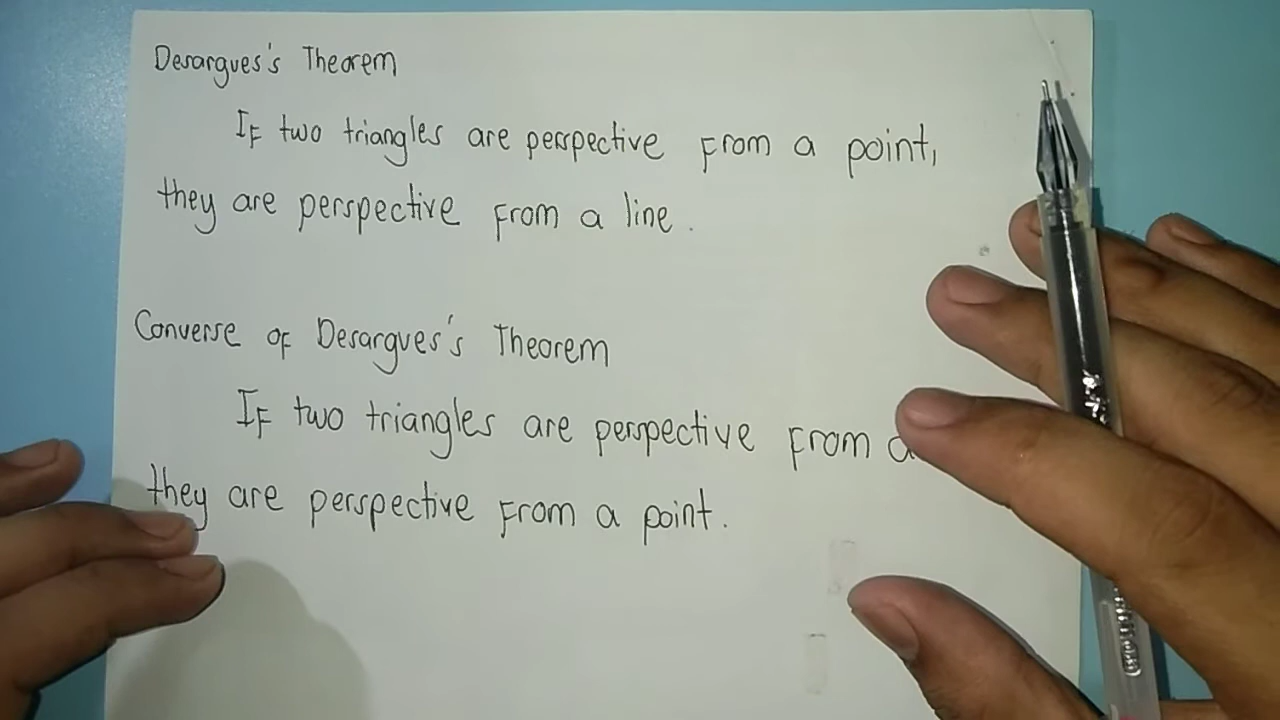 Desargues's Theorem
If two triangles are perspective from a point,
they are perspective from a line.
Converse of Desargues's Theorem
If two triangles are perspective from a
they are perspective from a point.